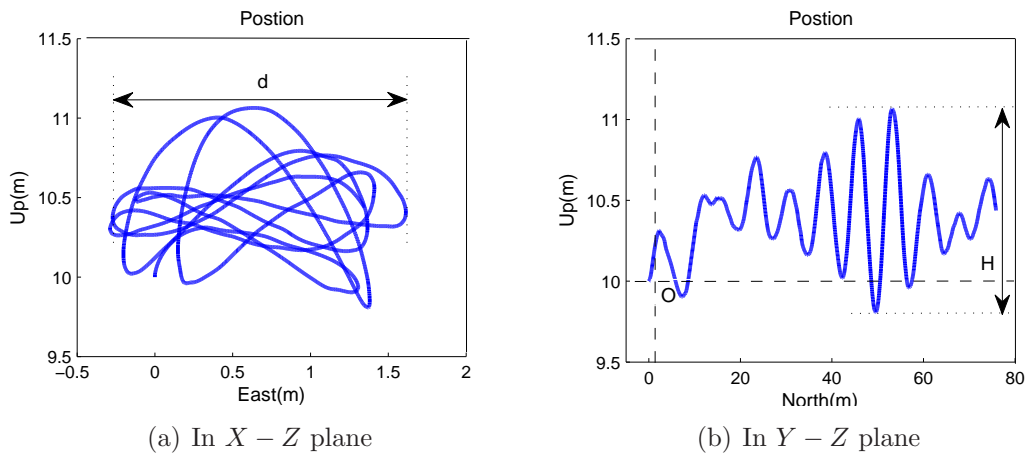 Postion
11.5
11
10.5
10
9.5
−0.5
0
0.5
1
1.5
2
Up(m)
East(m)
d
(a) In X − Z plane
Position
11.5
11
10.5
10
9.5
0
20
40
60
80
Up(m)
North(m)
O
H
(b) In Y − Z plane